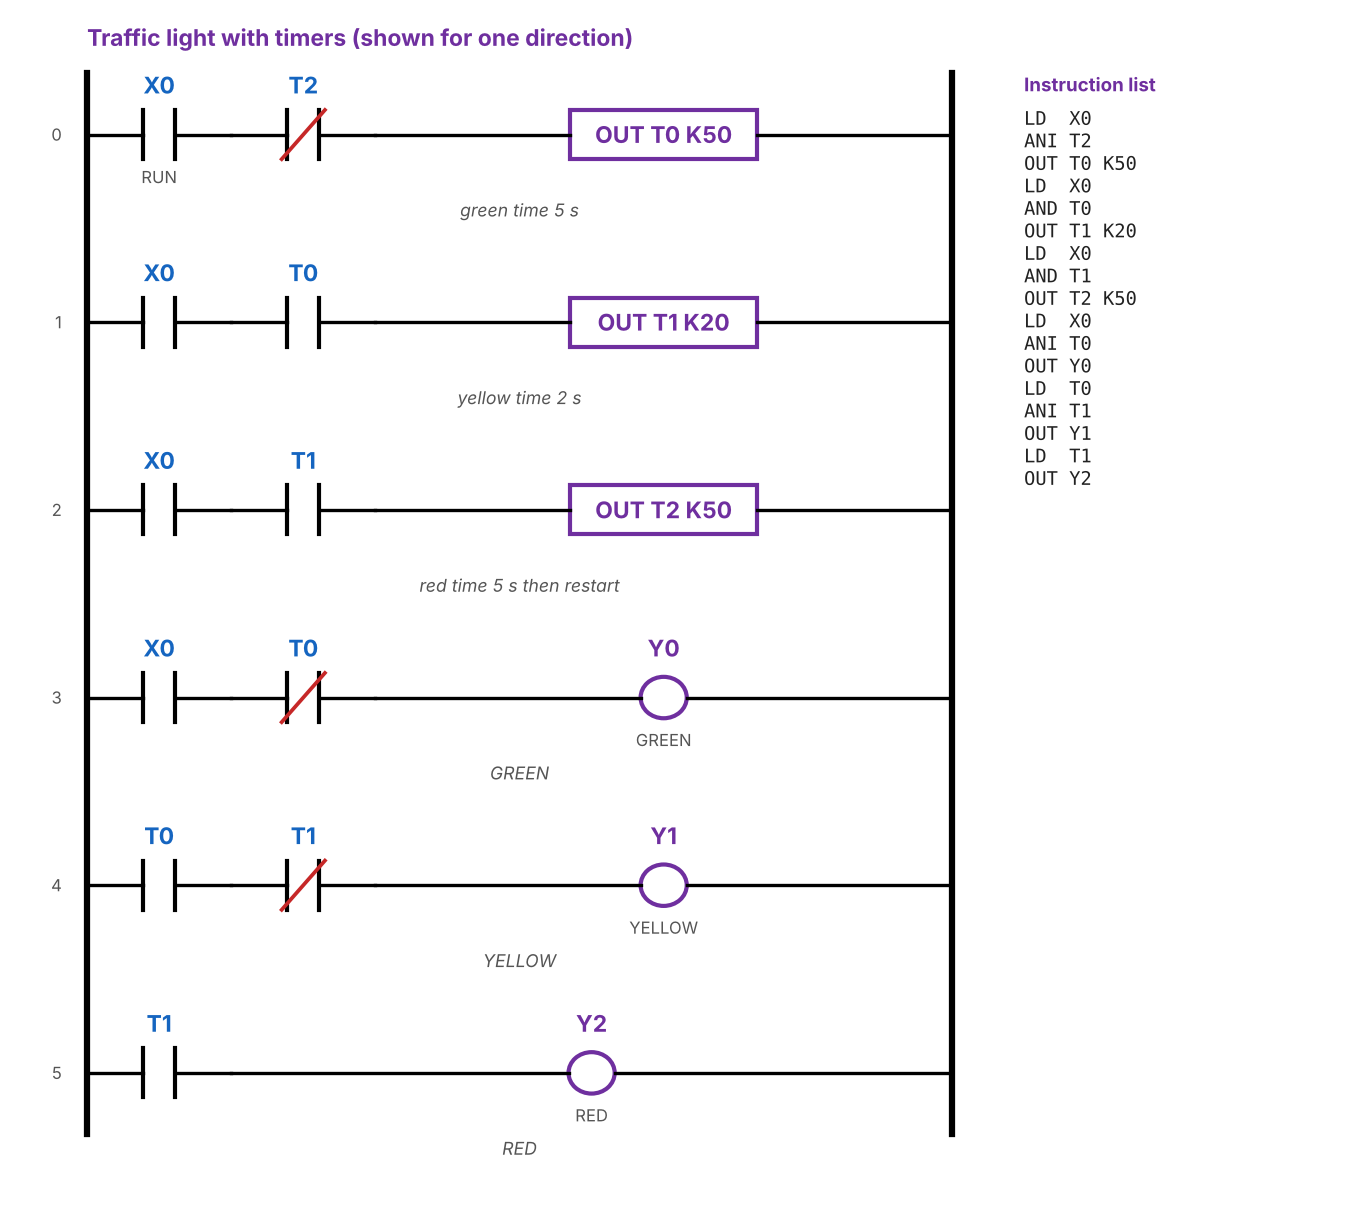 Traffic light with timers (shown for one direction)
X0 T2
0 OUT T0 K50
RUN
green time 5 s
X0 T0
1 OUT T1 K20
yellow time 2 s
X0 T1
2 OUT T2 K50
red time 5 s then restart
X0 T0 Y0
3
GREEN
GREEN
T0 T1 Y1
4
YELLOW
YELLOW
T1 Y2
5
RED
RED
Instruction list
LD X0
ANI T2
OUT T0 K50
LD X0
AND T0
OUT T1 K20
LD X0
AND T1
OUT T2 K50
LD X0
ANI T0
OUT Y0
LD T0
ANI T1
OUT Y1
LD T1
OUT Y2